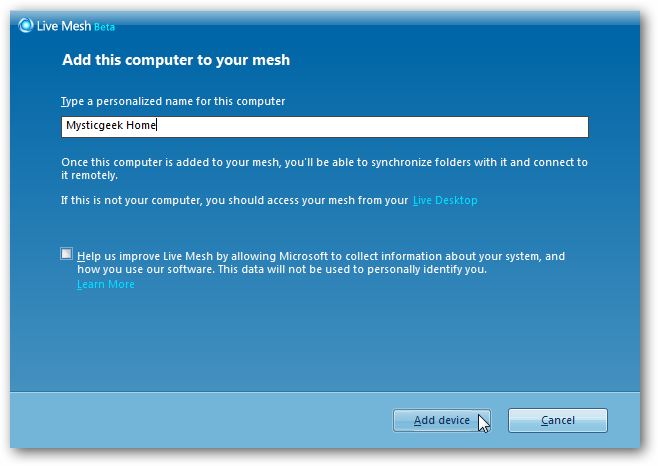 Live Mesh Beta
Add this computer to your mesh
Type a personalized name for this computer
Mysticgeek Home
Once this computer is added to your mesh, you'll be able to synchronize folders with it and connect to
it remotely.
If this is not your computer, you should access your mesh from your Live Desktop
Help us improve Live Mesh by allowing Microsoft to collect information about your system, and
how you use our software. This data will not be used to personally identify you.
Learn More
Add device
Cancel